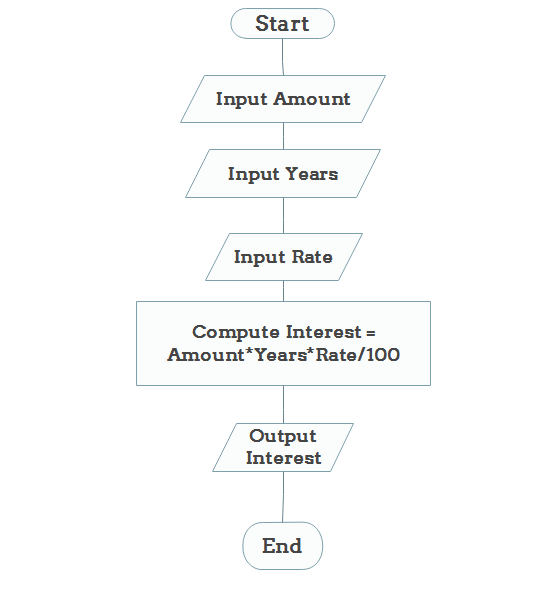 Start
Input Amount
Input Years
Input Rate
Compute Interest =
Amount*Years*Rate/100
Output
Interest
End